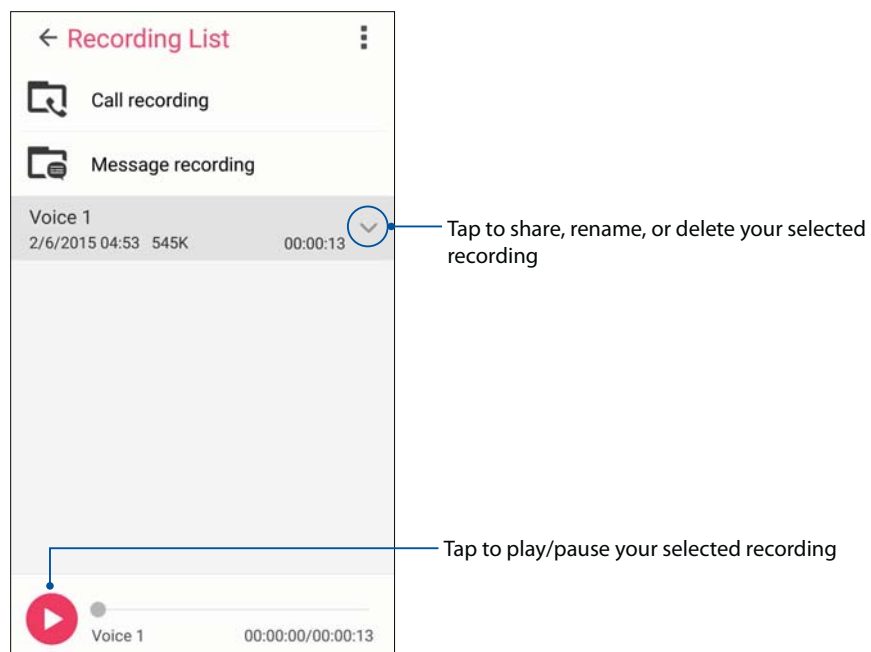 Recording List
Call recording
Message recording
Voice 1
2/6/2015 04:53 545K 00:00:13
Tap to share, rename, or delete your selected
recording
Tap to play/pause your selected recording
Voice 1 00:00:00/00:00:13